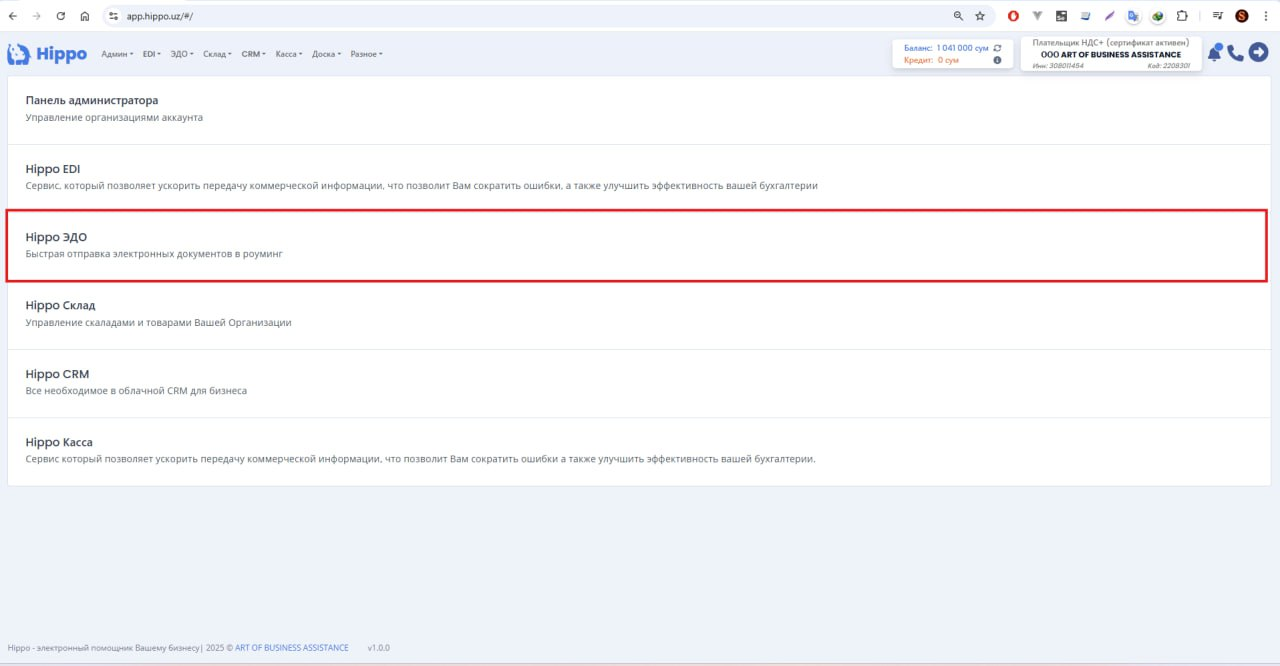 app.hippo.uz/#/
Hippo Админ EDI ЭДО Склад CRM Касса Доска Разное
Баланс: 1 041 000 сум
Кредит: 0 сум
Плательщик НДС+ (сертификат активен)
ООО ART OF BUSINESS ASSISTANCE
Инн: 308011454 Код: 2208301
Панель администратора
Управление организациями аккаунта
Hippo EDI
Сервис, который позволяет ускорить передачу коммерческой информации, что позволит Вам сократить ошибки, а также улучшить эффективность вашей бухгалтерии
Hippo ЭДО
Быстрая отправка электронных документов в роуминг
Hippo Склад
Управление скаладами и товарами Вашей Организации
Hippo CRM
Все необходимое в облачной CRM для бизнеса
Hippo Касса
Сервис который позволяет ускорить передачу коммерческой информации, что позволит Вам сократить ошибки а также улучшить эффективность вашей бухгалтерии.
Hippo - электронный помощник Вашему бизнесу| 2025 © ART OF BUSINESS ASSISTANCE v1.0.0